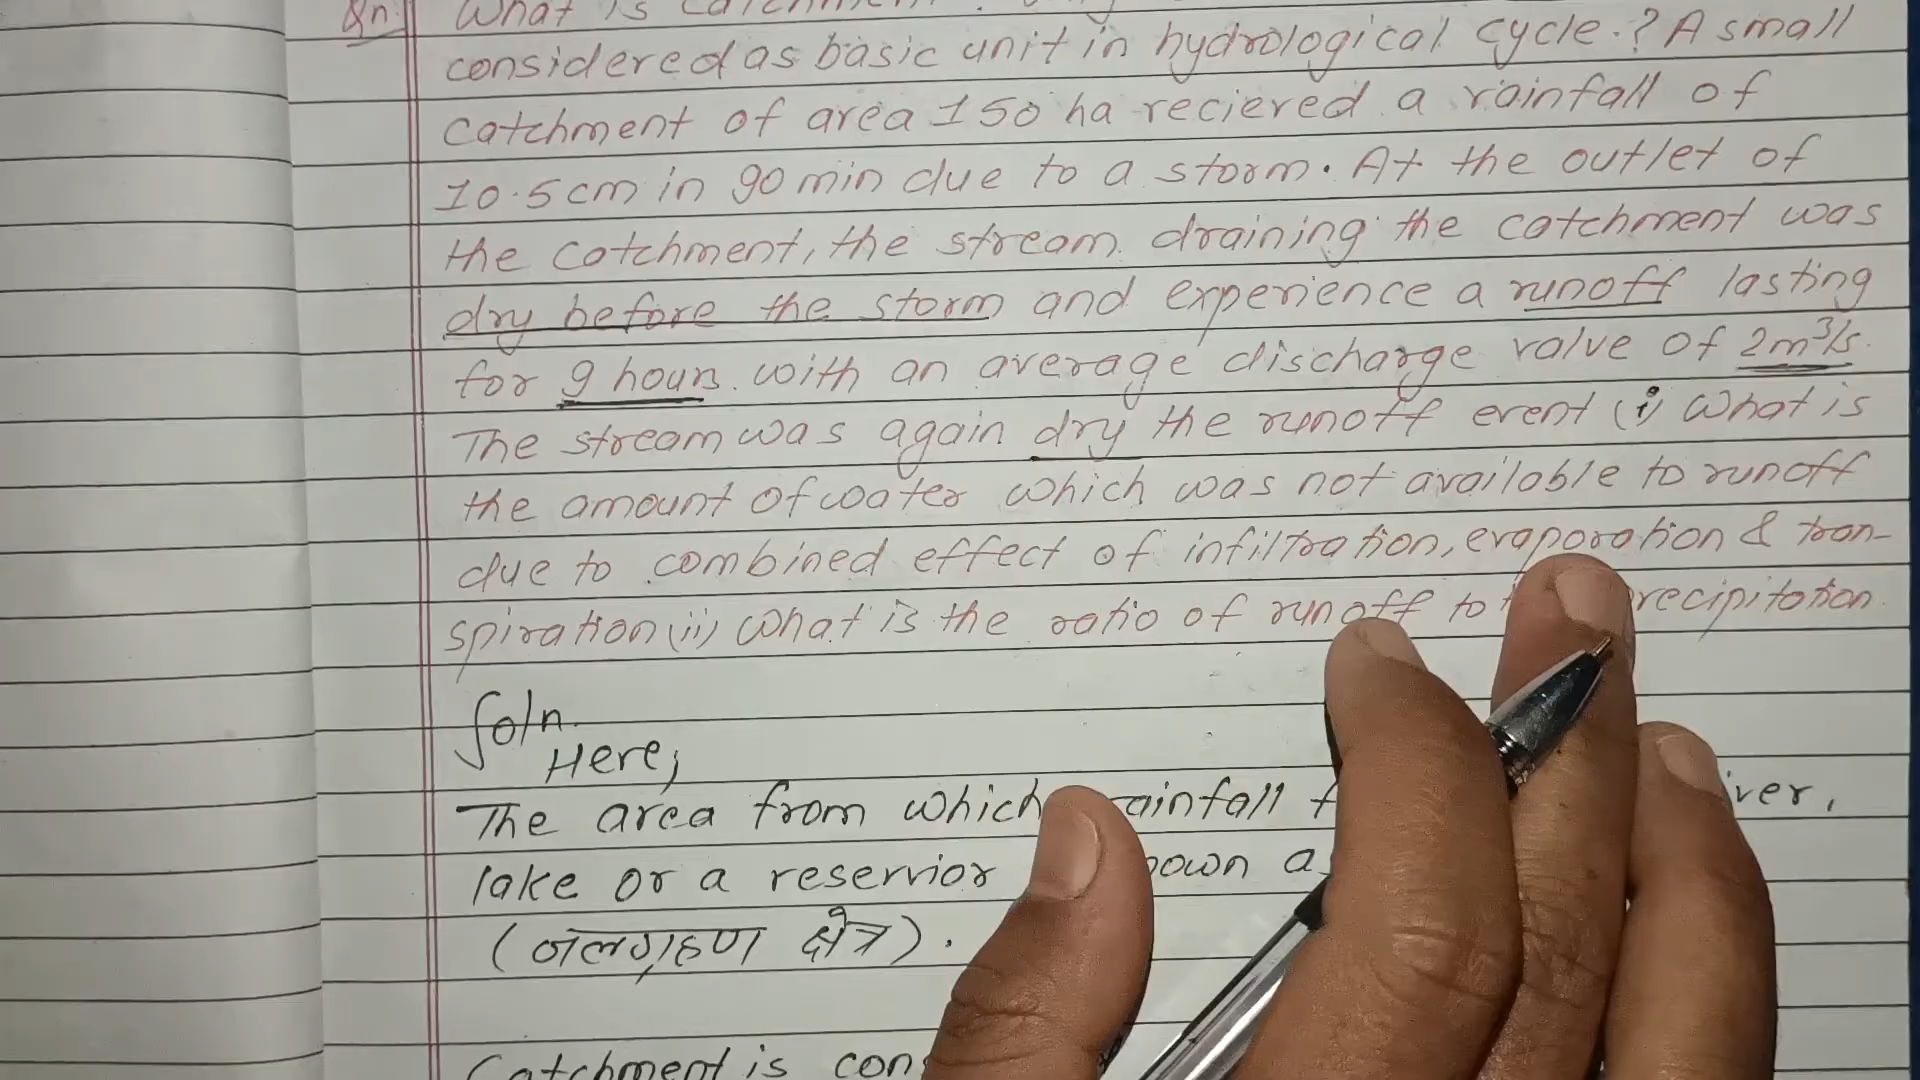 Qn. What is
considered as basic unit in hydrological cycle.? A small
catchment of area 150 ha reciered a rainfall of
10.5 cm in 90 min due to a storm. At the outlet of
the catchment, the stream draining the catchment was
dry before the storm and experience a runoff lasting
for 9 hours with an average discharge value of 2m³/s.
The stream was again dry the runoff event (i) What is
the amount of water which was not available to runoff
due to combined effect of infiltration, evaporation & tran-
spiration (ii) What is the ratio of runoff to recipitation
Soln.
Here,
The area from which rainfall
lake or a reservior
(जलग्रहण क्षेत्र).
Catchment is